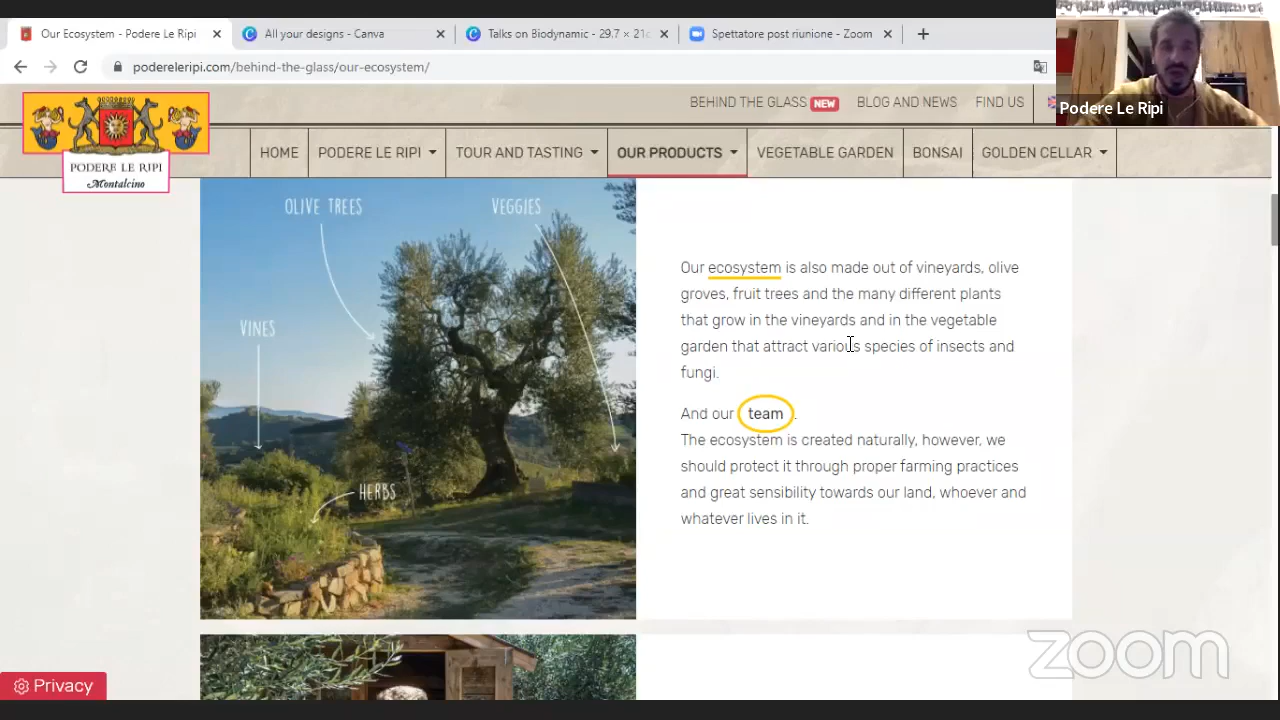 Our Ecosystem - Podere Le Ripi
All your designs - Canva
Talks on Biodynamic - 29.7 × 21c
Spettatore post riunione - Zoom
podereleripi.com/behind-the-glass/our-ecosystem/
Podere Le Ripi
BEHIND THE GLASS NEW BLOG AND NEWS FIND US
PODERE LE RIPI
Montalcino
HOME PODERE LE RIPI TOUR AND TASTING OUR PRODUCTS VEGETABLE GARDEN BONSAI GOLDEN CELLAR
OLIVE TREES
VEGGIES
VINES
HERBS
Our ecosystem is also made out of vineyards, olive
groves, fruit trees and the many different plants
that grow in the vineyards and in the vegetable
garden that attract various species of insects and
fungi.
And our team.
The ecosystem is created naturally, however, we
should protect it through proper farming practices
and great sensibility towards our land, whoever and
whatever lives in it.
Privacy
zoom